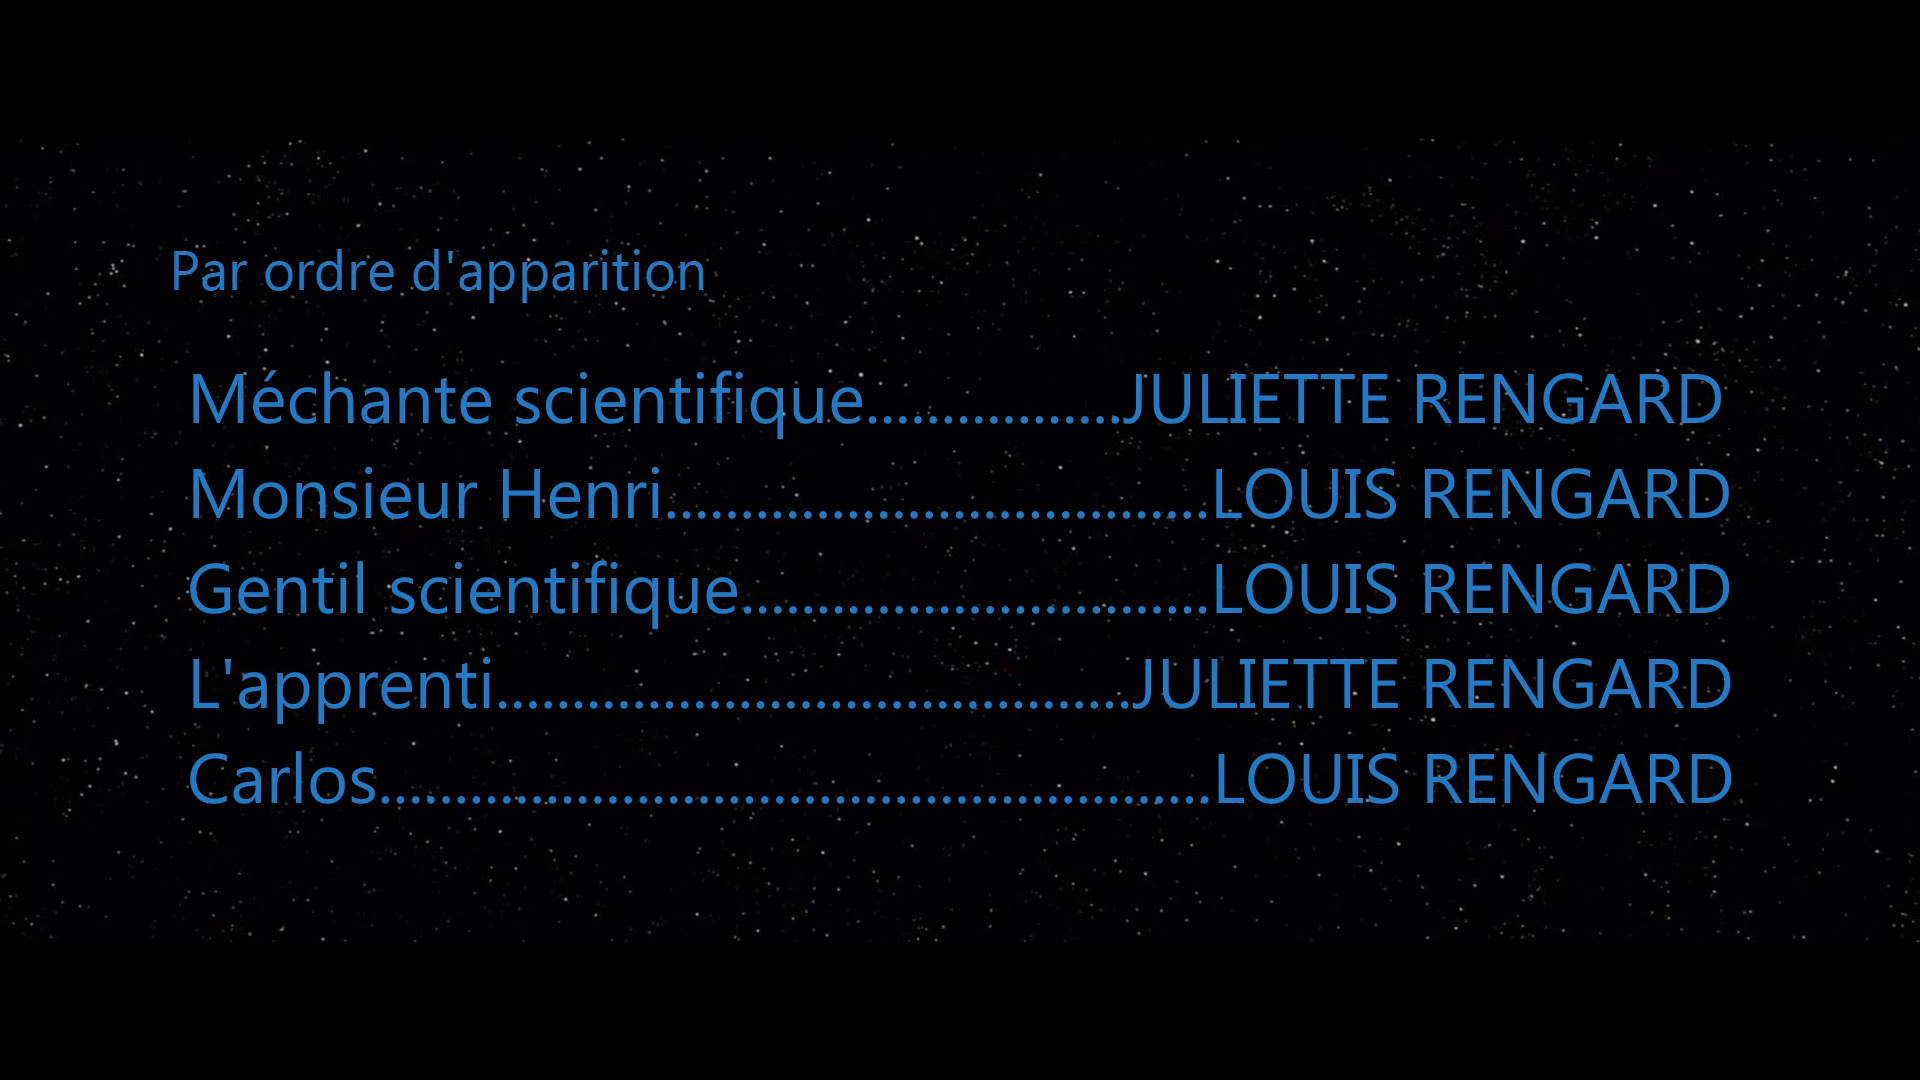 Par ordre d'apparition
Méchante scientifique.................JULIETTE RENGARD
Monsieur Henri....................................LOUIS RENGARD
Gentil scientifique...............................LOUIS RENGARD
L'apprenti..........................................JULIETTE RENGARD
Carlos.......................................................LOUIS RENGARD